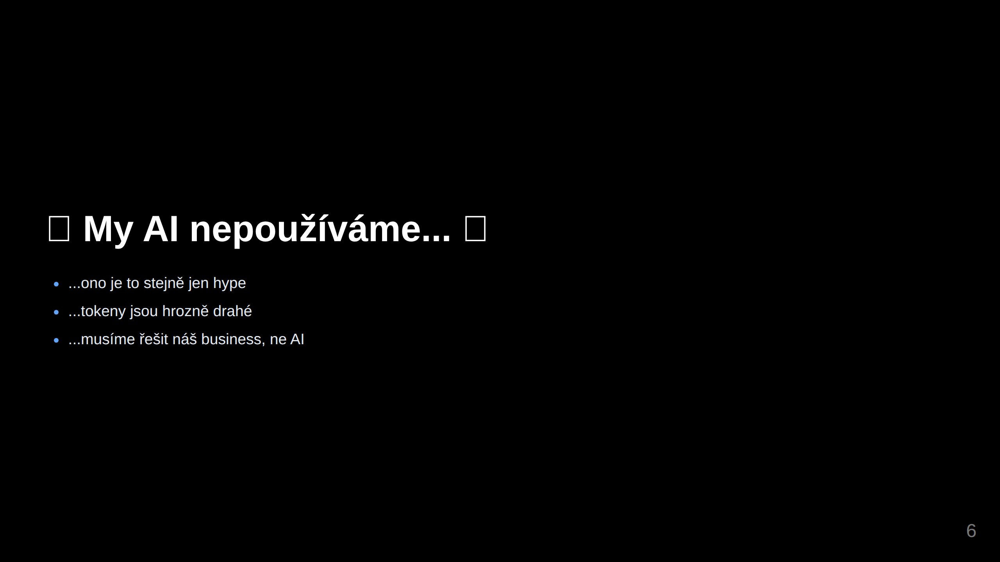 My AI nepoužíváme...
...ono je to stejně jen hype
...tokeny jsou hrozně drahé
...musíme řešit náš business, ne AI
6